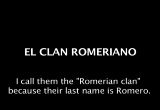 EL CLAN ROMERIANO
I call them the "Romerian clan"
because their last name is Romero.